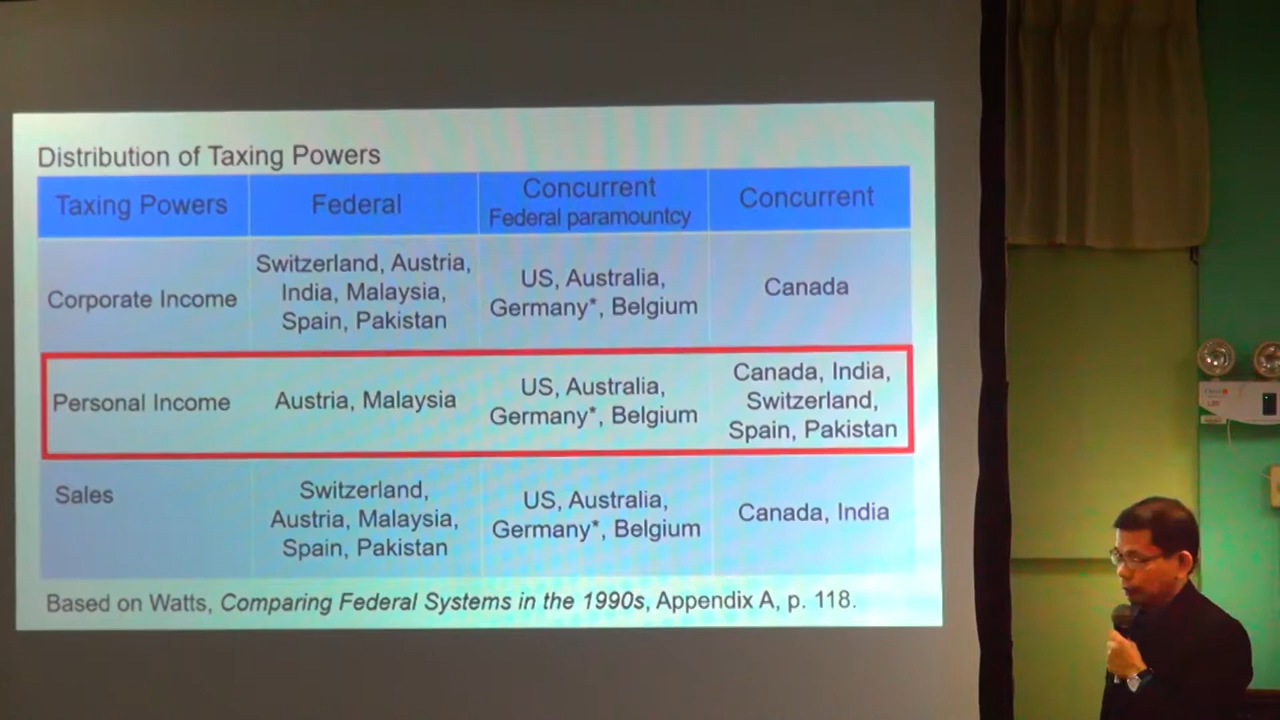 Distribution of Taxing Powers
Taxing Powers
Federal
Concurrent
Federal paramountcy
Concurrent
Corporate Income
Switzerland, Austria,
India, Malaysia,
Spain, Pakistan
US, Australia,
Germany*, Belgium
Canada
Personal Income
Austria, Malaysia
US, Australia,
Germany*, Belgium
Canada, India,
Switzerland,
Spain, Pakistan
Sales
Switzerland,
Austria, Malaysia,
Spain, Pakistan
US, Australia,
Germany*, Belgium
Canada, India
Based on Watts, Comparing Federal Systems in the 1990s, Appendix A, p. 118.